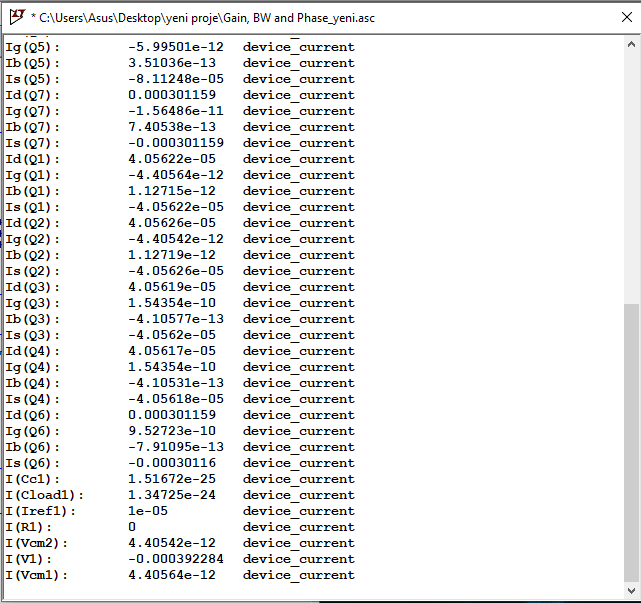 * C:\Users\Asus\Desktop\yeni proje\Gain, BW and Phase_yeni.asc
Ig(Q5): -5.99501e-12 device_current
Ib(Q5): 3.51036e-13 device_current
Is(Q5): -8.11248e-05 device_current
Id(Q7): 0.000301159 device_current
Ig(Q7): -1.56486e-11 device_current
Ib(Q7): 7.40538e-13 device_current
Is(Q7): -0.000301159 device_current
Id(Q1): 4.05622e-05 device_current
Ig(Q1): -4.40564e-12 device_current
Ib(Q1): 1.12715e-12 device_current
Is(Q1): -4.05622e-05 device_current
Id(Q2): 4.05626e-05 device_current
Ig(Q2): -4.40542e-12 device_current
Ib(Q2): 1.12719e-12 device_current
Is(Q2): -4.05626e-05 device_current
Id(Q3): 4.05619e-05 device_current
Ig(Q3): 1.54354e-10 device_current
Ib(Q3): -4.10577e-13 device_current
Is(Q3): -4.0562e-05 device_current
Id(Q4): 4.05617e-05 device_current
Ig(Q4): 1.54354e-10 device_current
Ib(Q4): -4.10531e-13 device_current
Is(Q4): -4.05618e-05 device_current
Id(Q6): 0.000301159 device_current
Ig(Q6): 9.52723e-10 device_current
Ib(Q6): -7.91095e-13 device_current
Is(Q6): -0.00030116 device_current
I(Cc1): 1.51672e-25 device_current
I(Cload1): 1.34725e-24 device_current
I(Iref1): 1e-05 device_current
I(R1): 0 device_current
I(Vcm2): 4.40542e-12 device_current
I(V1): -0.000392284 device_current
I(Vcm1): 4.40564e-12 device_current